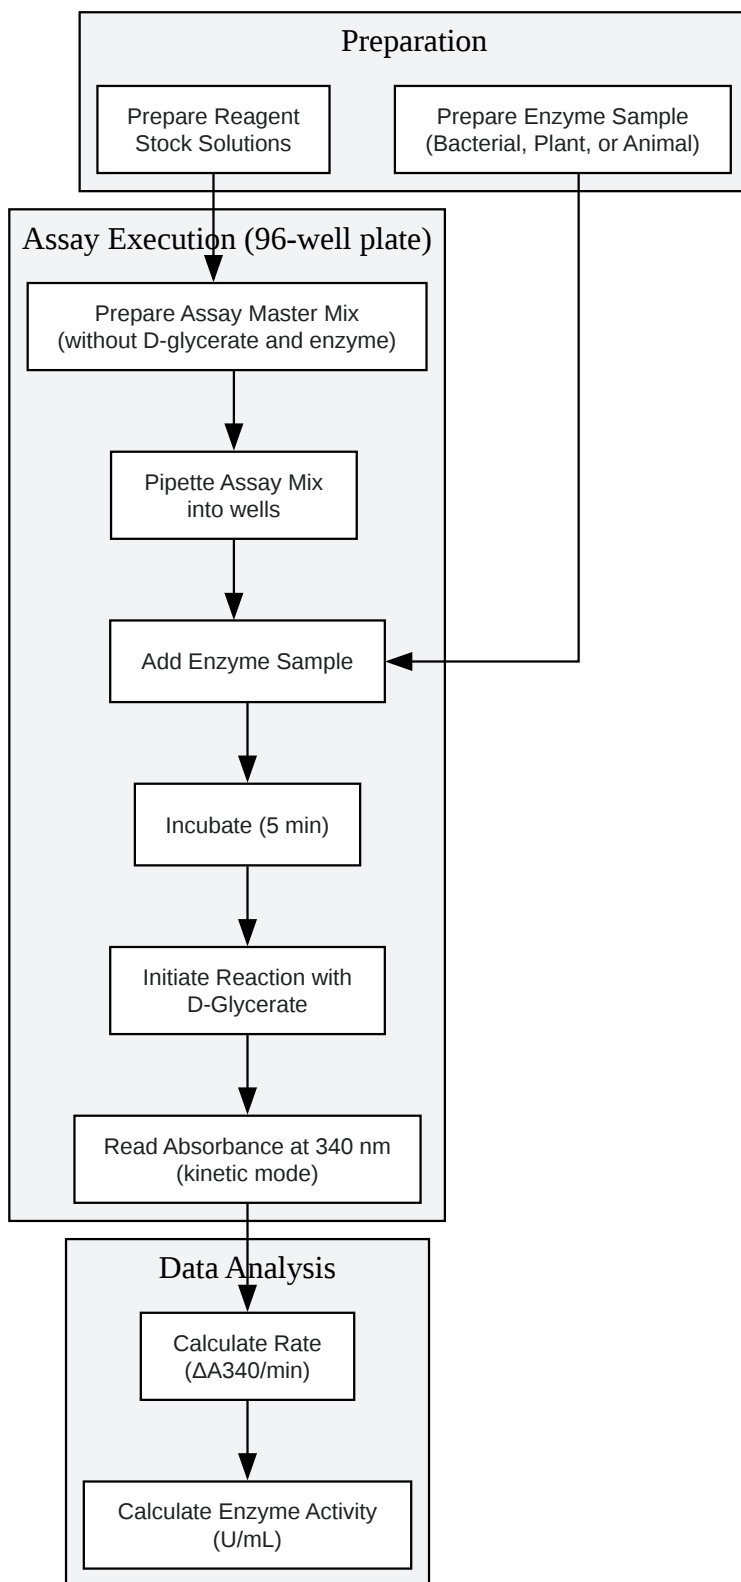 Preparation
Prepare Reagent
Stock Solutions
Prepare Enzyme Sample
(Bacterial, Plant, or Animal)
Assay Execution (96-well plate)
Prepare Assay Master Mix
(without D-glycerate and enzyme)
Pipette Assay Mix
into wells
Add Enzyme Sample
Incubate (5 min)
Initiate Reaction with
D-Glycerate
Read Absorbance at 340 nm
(kinetic mode)
Data Analysis
Calculate Rate
(ΔA340/min)
Calculate Enzyme Activity
(U/mL)